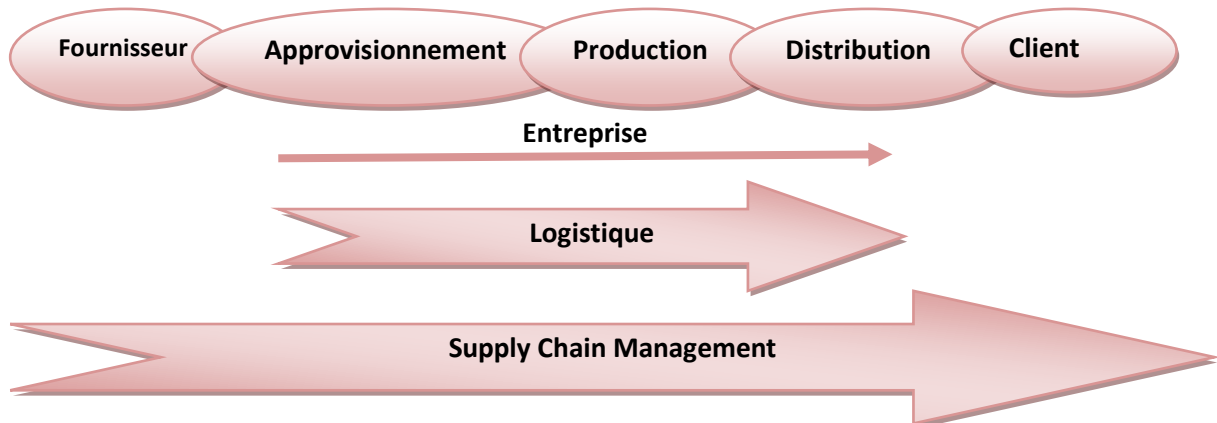 Fournisseur Approvisionnement Production Distribution Client
Entreprise
Logistique
Supply Chain Management